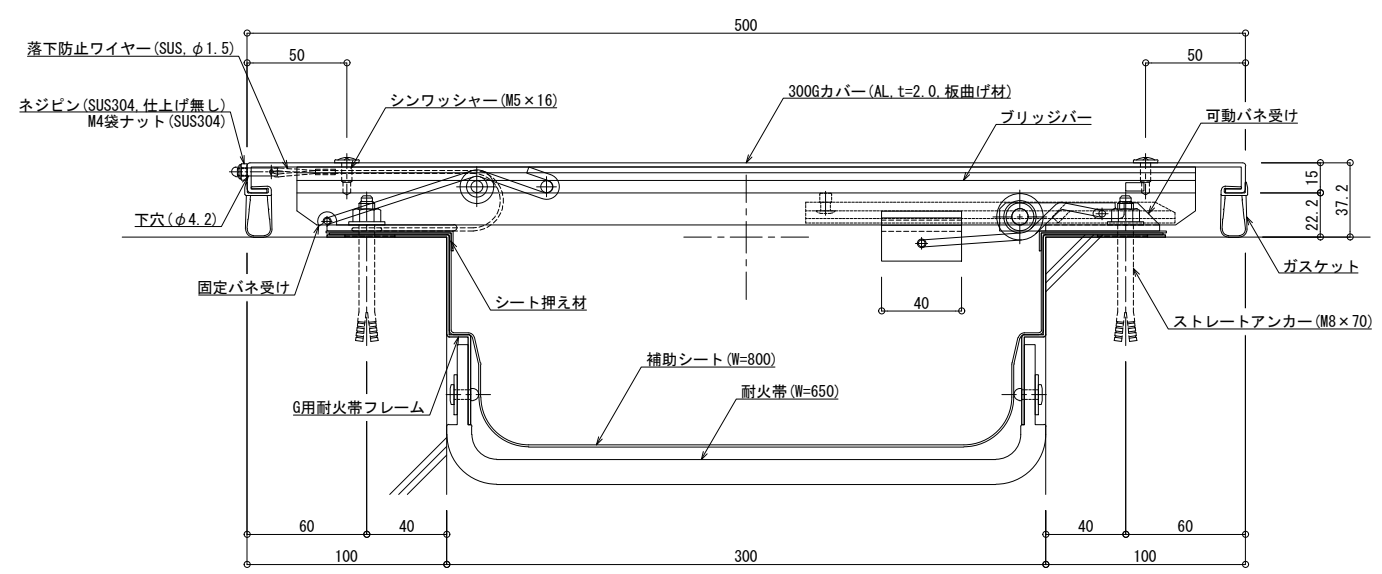 500
落下防止ワイヤー(SUS,φ1.5)
50
50
ネジピン(SUS304,仕上げ無し)
M4袋ナット(SUS304)
シンワッシャー(M5×16)
300Gカバー(AL,t=2.0,板曲げ材)
ブリッジバー
可動バネ受け
15
22.2
37.2
下穴(φ4.2)
固定バネ受け
シート押え材
40
ガスケット
ストレートアンカー(M8×70)
補助シート(W=800)
耐火帯(W=650)
G用耐火帯フレーム
60
40
40
60
100
300
100